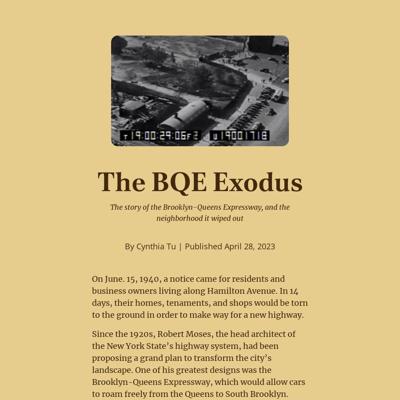 T 19:00:29:06F2 U 19001718
The BQE Exodus
The story of the Brooklyn-Queens Expressway, and the
neighborhood it wiped out
By Cynthia Tu | Published April 28, 2023
On June. 15, 1940, a notice came for residents and
business owners living along Hamilton Avenue. In 14
days, their homes, tenaments, and shops would be torn
to the ground in order to make way for a new highway.
Since the 1920s, Robert Moses, the head architect of
the New York State's highway system, had been
proposing a grand plan to transform the city's
landscape. One of his greatest designs was the
Brooklyn-Queens Expressway, which would allow cars
to roam freely from the Queens to South Brooklyn.